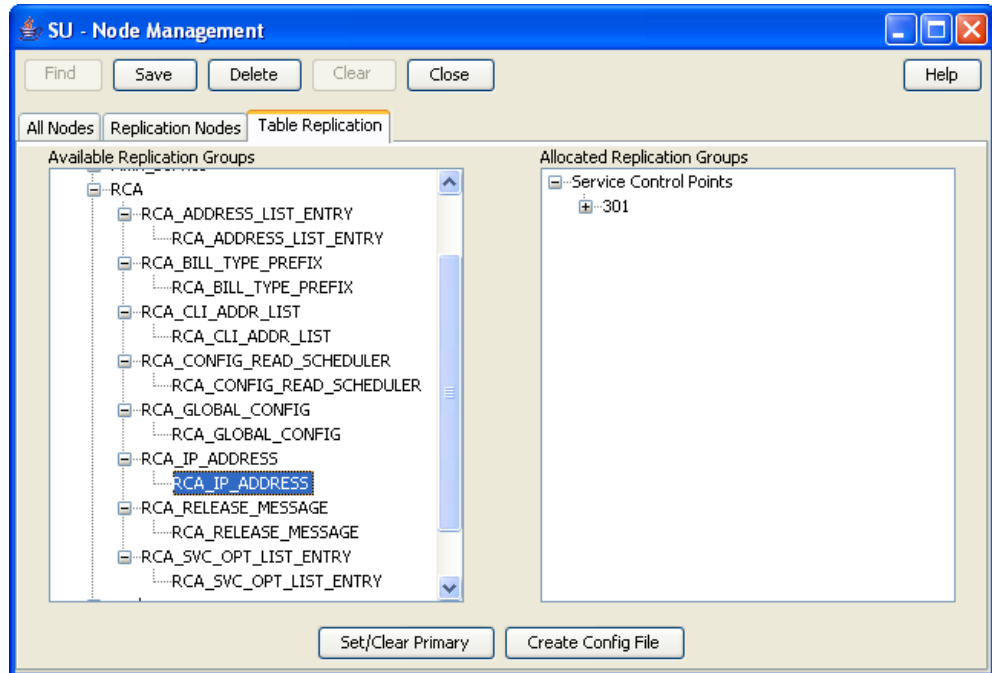 SU - Node Management
Find Save Delete Clear Close Help
All Nodes Replication Nodes Table Replication
Available Replication Groups
RCA
RCA_ADDRESS_LIST_ENTRY
RCA_ADDRESS_LIST_ENTRY
RCA_BILL_TYPE_PREFIX
RCA_BILL_TYPE_PREFIX
RCA_CLI_ADDR_LIST
RCA_CLI_ADDR_LIST
RCA_CONFIG_READ_SCHEDULER
RCA_CONFIG_READ_SCHEDULER
RCA_GLOBAL_CONFIG
RCA_GLOBAL_CONFIG
RCA_IP_ADDRESS
RCA_IP_ADDRESS
RCA_RELEASE_MESSAGE
RCA_RELEASE_MESSAGE
RCA_SVC_OPT_LIST_ENTRY
RCA_SVC_OPT_LIST_ENTRY
Allocated Replication Groups
Service Control Points
301
Set/Clear Primary Create Config File